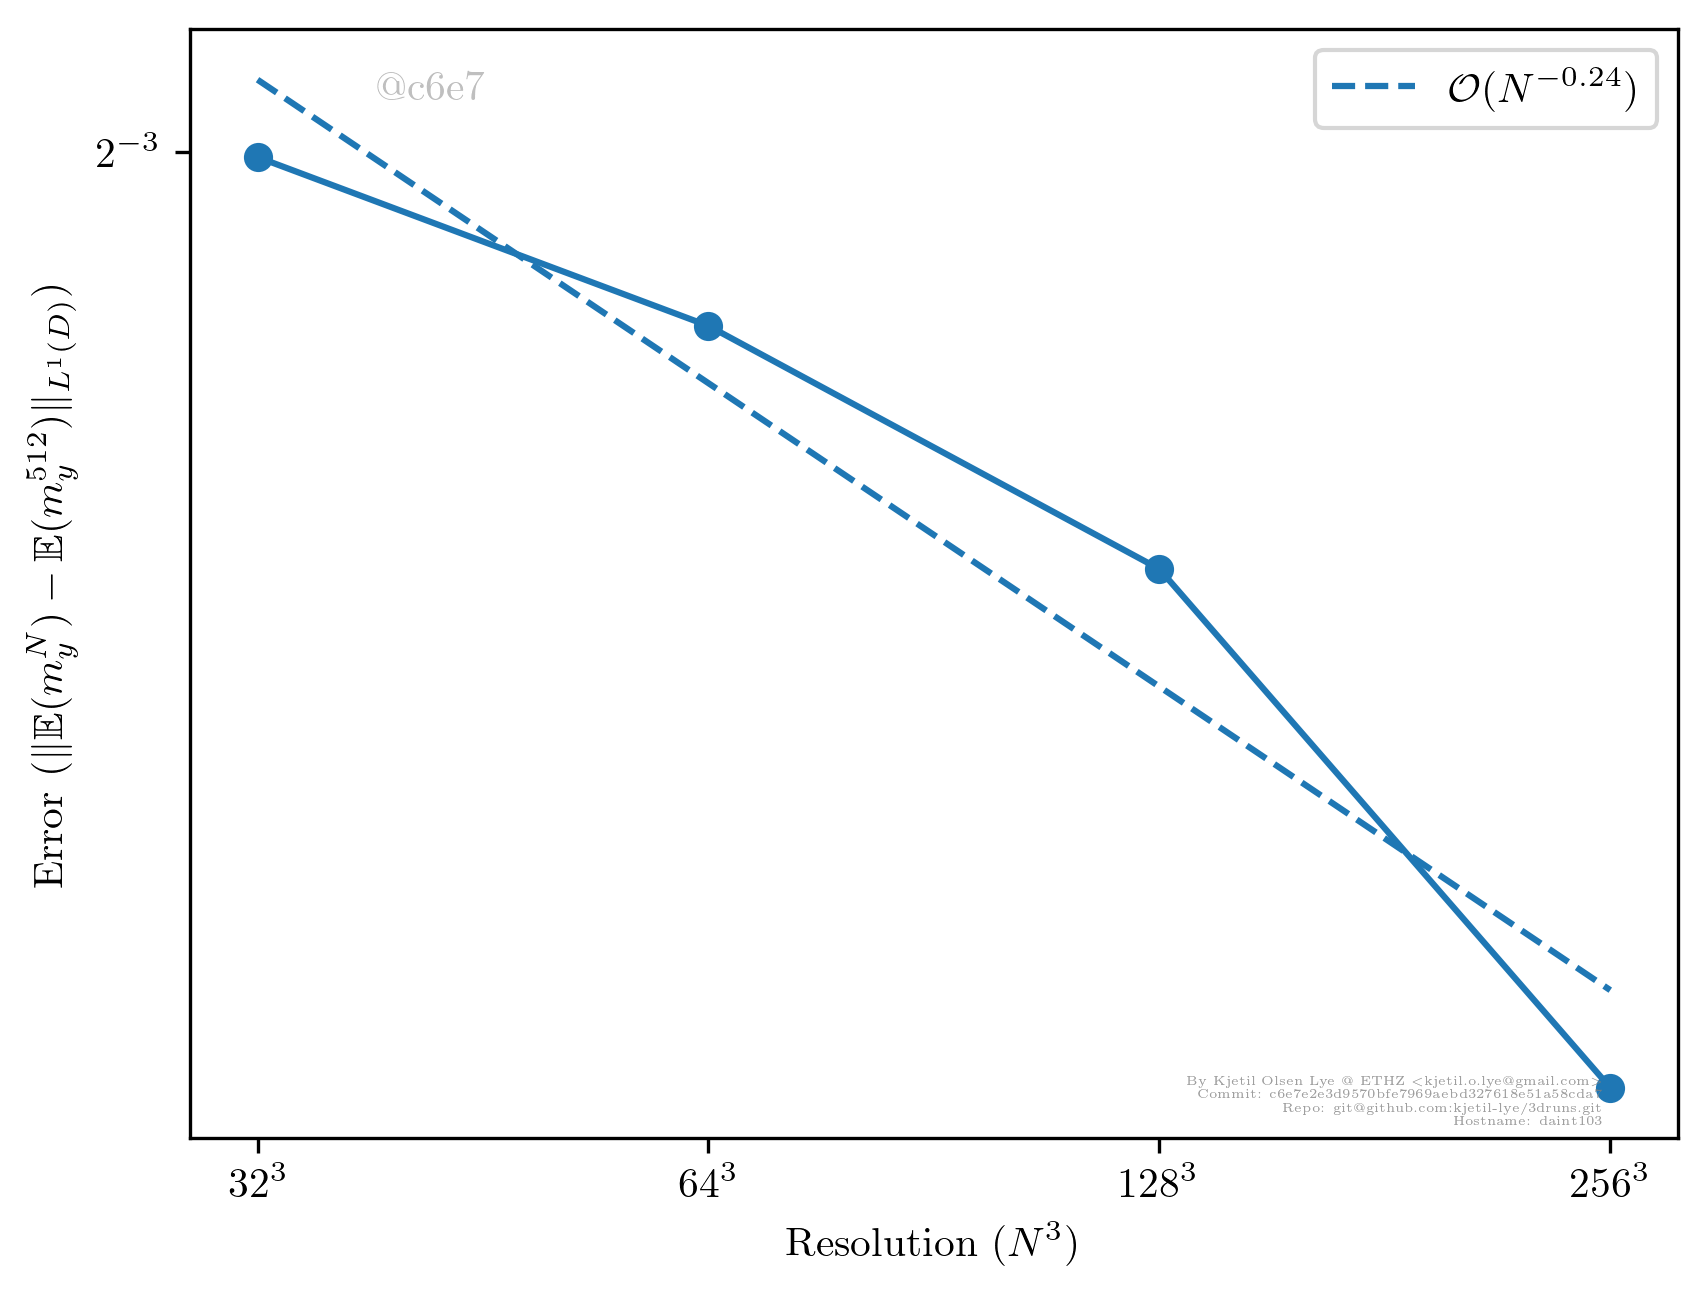 @c6e7
𝒪(N^{-0.24})
2^{-3}
Error (||𝔼(m_y^N) − 𝔼(m_y^{512})||_{L^1(D)})
By Kjetil Olsen Lye @ ETHZ <kjetil.o.lye@gmail.com>
Commit: c6e7e2e3d9570bfe7969aebd327618e51a58cda7
Repo: git@github.com:kjetil-lye/3druns.git
Hostname: daint103
32^3 64^3 128^3 256^3
Resolution (N^3)